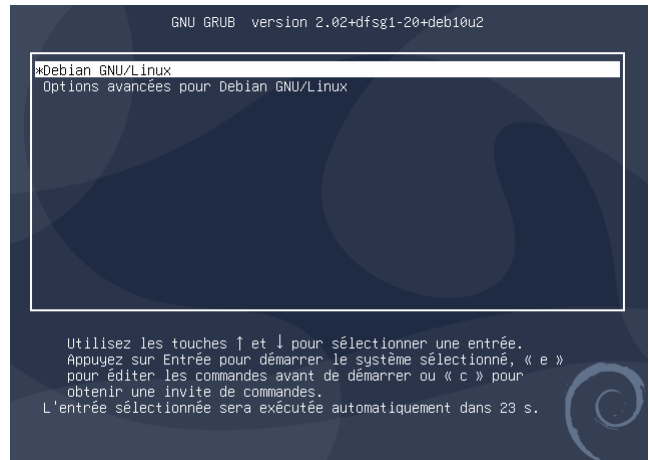 GNU GRUB  version 2.02+dfsg1-20+deb10u2
*Debian GNU/Linux
Options avancées pour Debian GNU/Linux
Utilisez les touches ↑ et ↓ pour sélectionner une entrée.
Appuyez sur Entrée pour démarrer le système sélectionné, « e »
pour éditer les commandes avant de démarrer ou « c » pour
obtenir une invite de commandes.
L'entrée sélectionnée sera exécutée automatiquement dans 23 s.